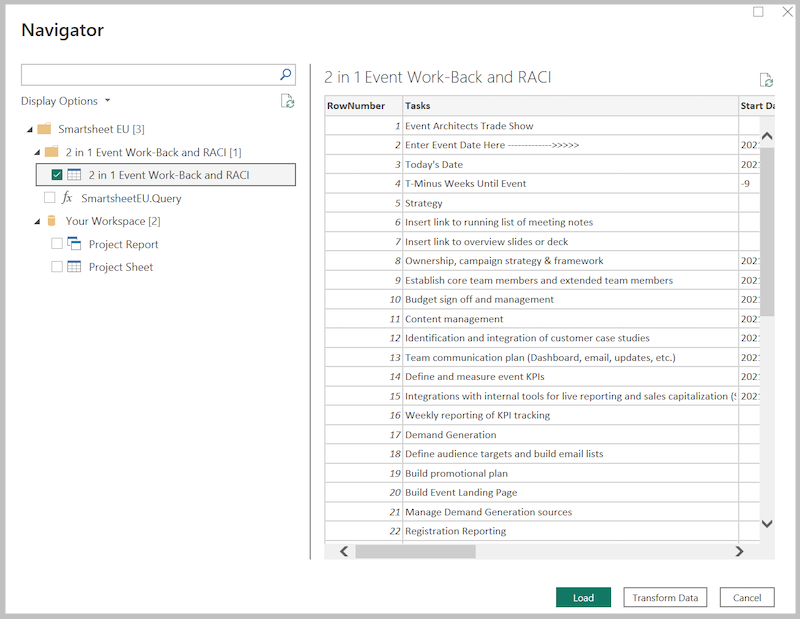 Navigator
Display Options
Smartsheet EU [3]
2 in 1 Event Work-Back and RACI [1]
2 in 1 Event Work-Back and RACI
fx SmartsheetEU.Query
Your Workspace [2]
Project Report
Project Sheet
2 in 1 Event Work-Back and RACI
RowNumber Tasks Start Da
1 Event Architects Trade Show
2 Enter Event Date Here ------------->>>>> 202
3 Today's Date 202
4 T-Minus Weeks Until Event -9
5 Strategy
6 Insert link to running list of meeting notes
7 Insert link to overview slides or deck
8 Ownership, campaign strategy & framework 202
9 Establish core team members and extended team members 202
10 Budget sign off and management 202
11 Content management 202
12 Identification and integration of customer case studies 202
13 Team communication plan (Dashboard, email, updates, etc.) 202
14 Define and measure event KPIs 202
15 Integrations with internal tools for live reporting and sales capitalization ( 202
16 Weekly reporting of KPI tracking
17 Demand Generation
18 Define audience targets and build email lists
19 Build promotional plan
20 Build Event Landing Page
21 Manage Demand Generation sources
22 Registration Reporting
Load Transform Data Cancel